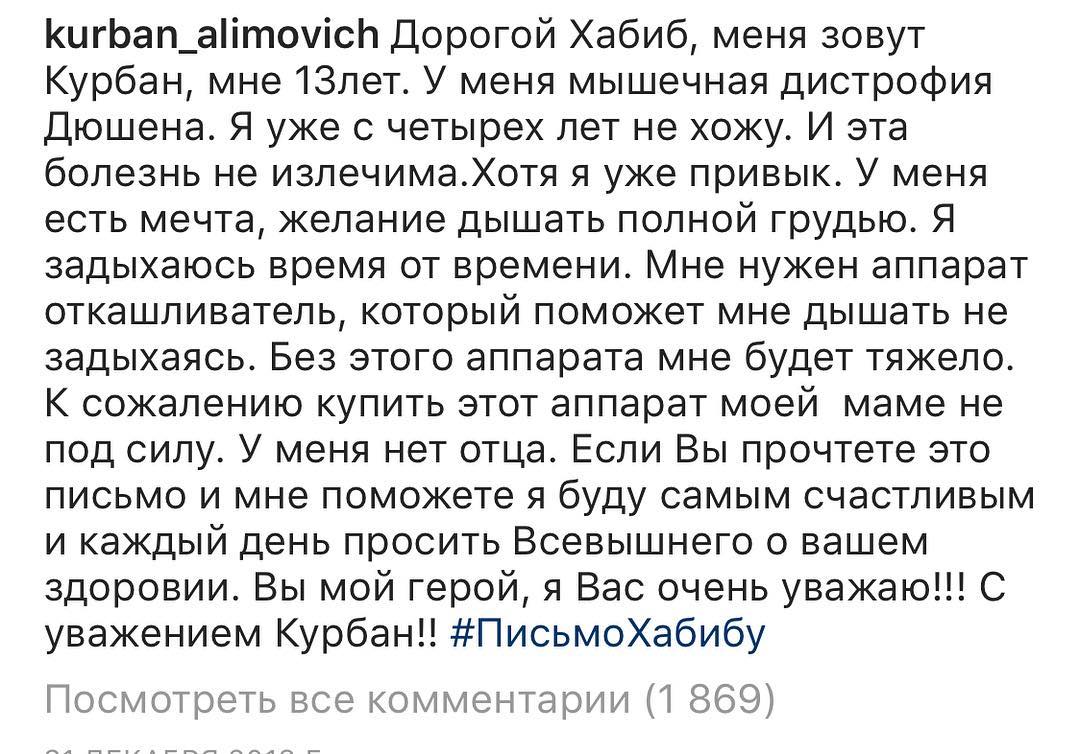 kurban_alimovich Дорогой Хабиб, меня зовут
Курбан, мне 13лет. У меня мышечная дистрофия
Дюшена. Я уже с четырех лет не хожу. И эта
болезнь не излечима.Хотя я уже привык. У меня
есть мечта, желание дышать полной грудью. Я
задыхаюсь время от времени. Мне нужен аппарат
откашливатель, который поможет мне дышать не
задыхаясь. Без этого аппарата мне будет тяжело.
К сожалению купить этот аппарат моей  маме не
под силу. У меня нет отца. Если Вы прочтете это
письмо и мне поможете я буду самым счастливым
и каждый день просить Всевышнего о вашем
здоровии. Вы мой герой, я Вас очень уважаю!!! С
уважением Курбан!! #ПисьмоХабибу
Посмотреть все комментарии (1 869)